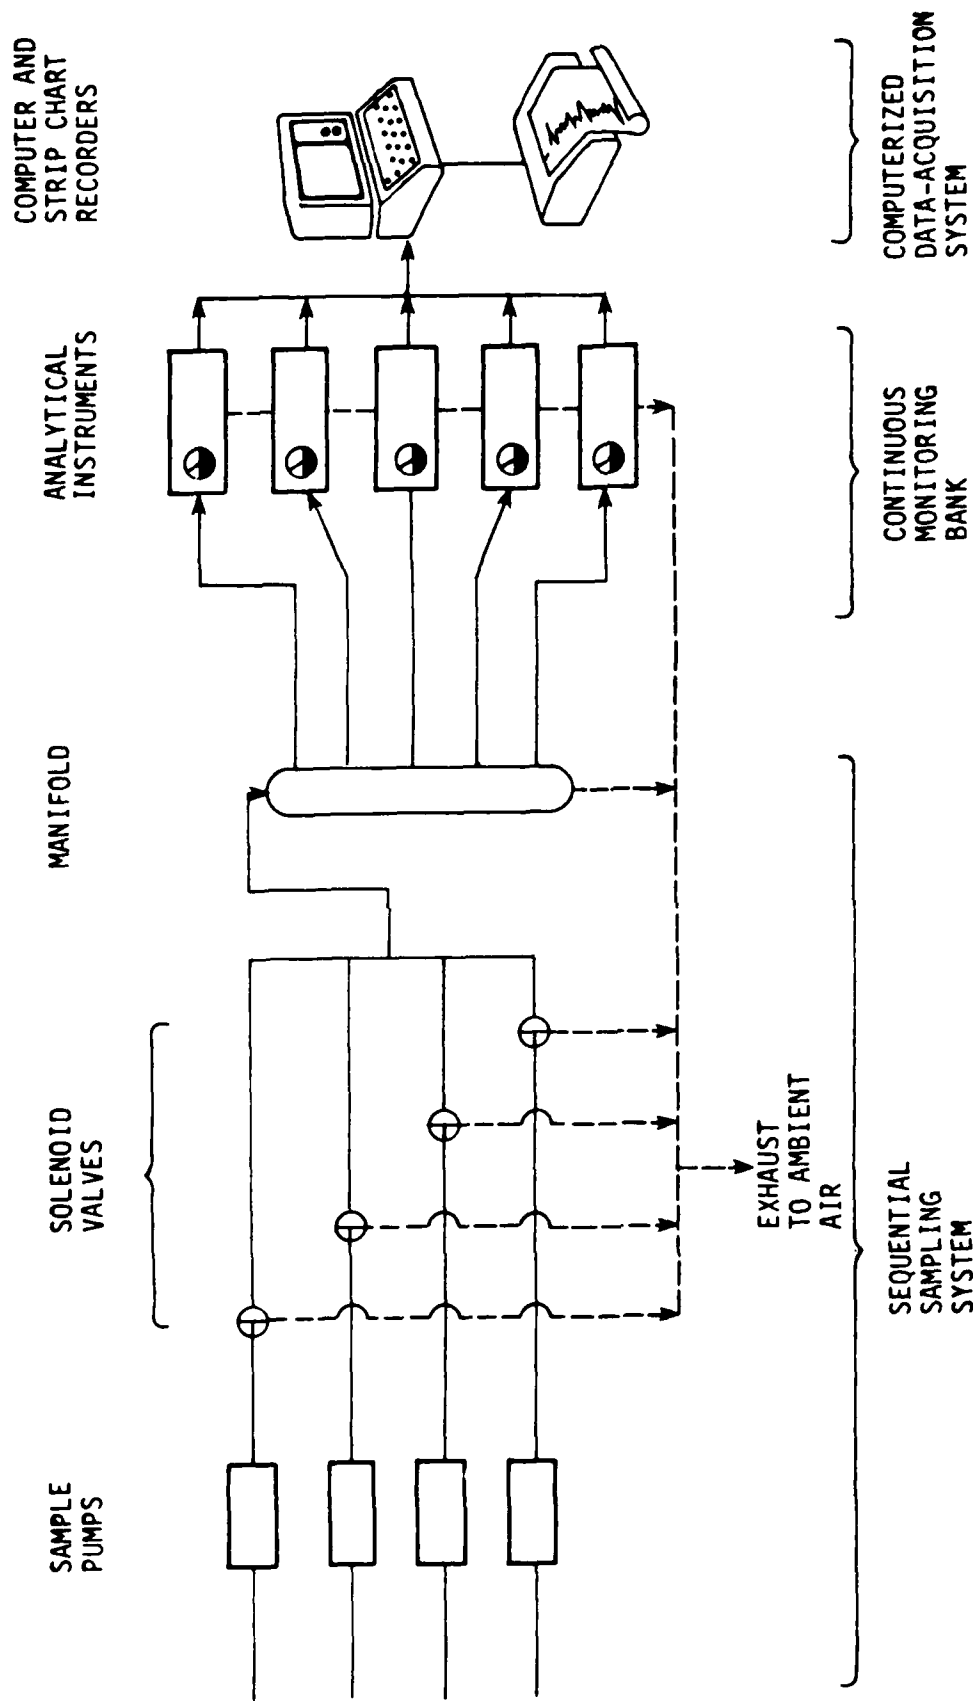 SAMPLE
PUMPS
SOLENOID
VALVES
MANIFOLD
ANALYTICAL
INSTRUMENTS
COMPUTER AND
STRIP CHART
RECORDERS
EXHAUST
TO AMBIENT
AIR
SEQUENTIAL
SAMPLING
SYSTEM
CONTINUOUS
MONITORING
BANK
COMPUTERIZED
DATA-ACQUISITION
SYSTEM